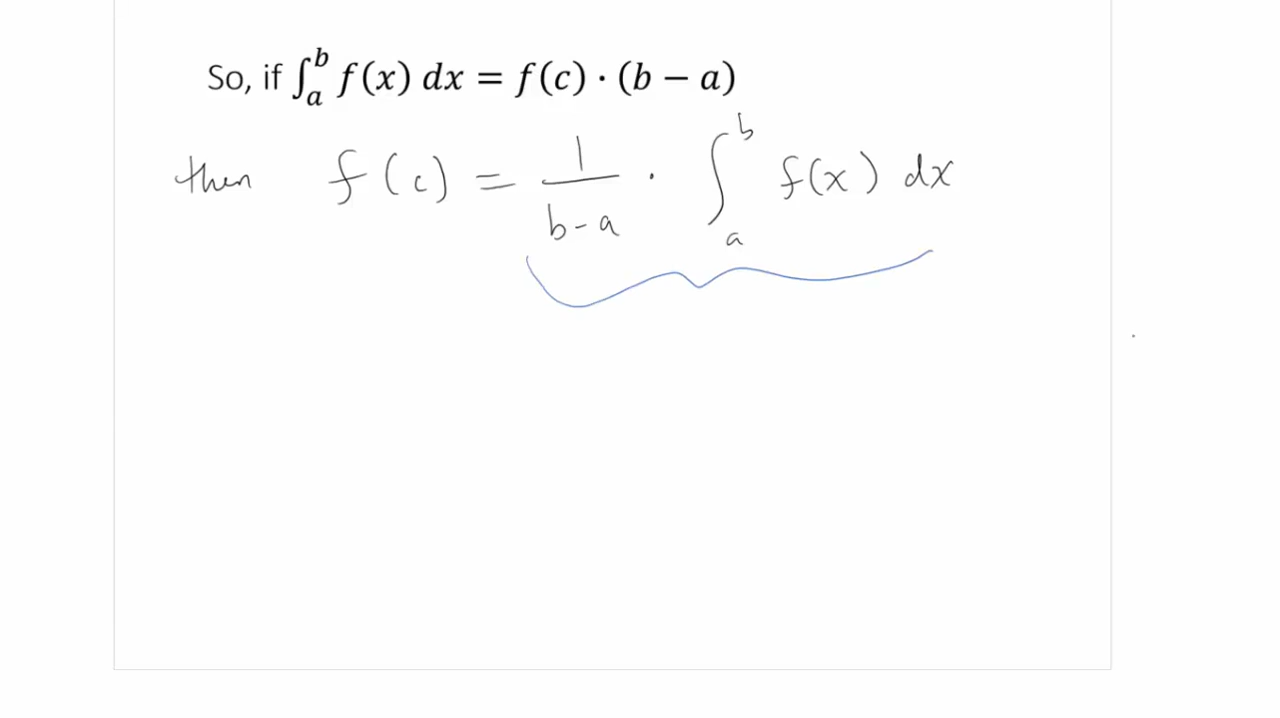 So, if ∫_a^b f(x) dx = f(c) · (b − a)
then f(c) = 1/(b-a) · ∫_a^b f(x) dx